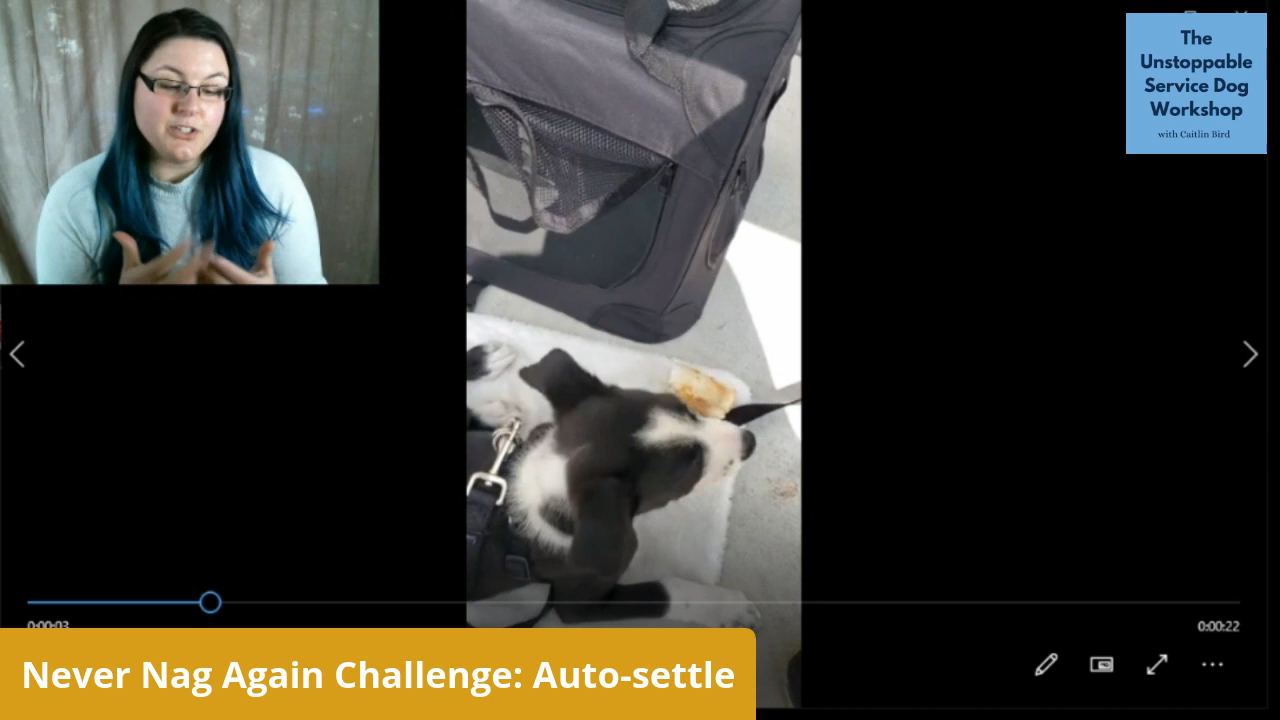 The
Unstoppable
Service Dog
Workshop
with Caitlin Bird
0:00:03
0:00:22
Never Nag Again Challenge: Auto-settle